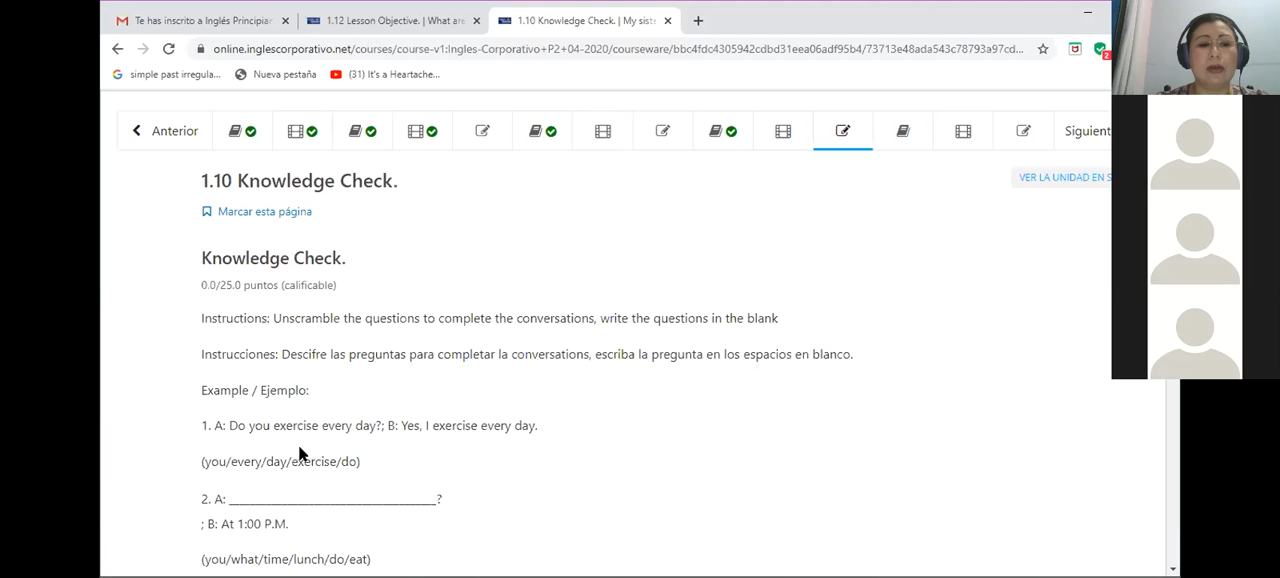 Te has inscrito a Inglés Principian
1.12 Lesson Objective. | What are
1.10 Knowledge Check. | My siste
online.inglescorporativo.net/courses/course-v1:Ingles-Corporativo+P2+04-2020/courseware/bbc4fdc4305942cdbd31eea06adf95b4/73713e48ada543c78793a97cd...
2
simple past irregula...
Nueva pestaña
(31) It's a Heartache...
Anterior
Siguient
1.10 Knowledge Check.
VER LA UNIDAD EN S
Marcar esta página
Knowledge Check.
0.0/25.0 puntos (calificable)
Instructions: Unscramble the questions to complete the conversations, write the questions in the blank
Instrucciones: Descifre las preguntas para completar la conversations, escriba la pregunta en los espacios en blanco.
Example / Ejemplo:
1. A: Do you exercise every day?; B: Yes, I exercise every day.
(you/every/day/exercise/do)
2. A: ___________________________________?
; B: At 1:00 P.M.
(you/what/time/lunch/do/eat)